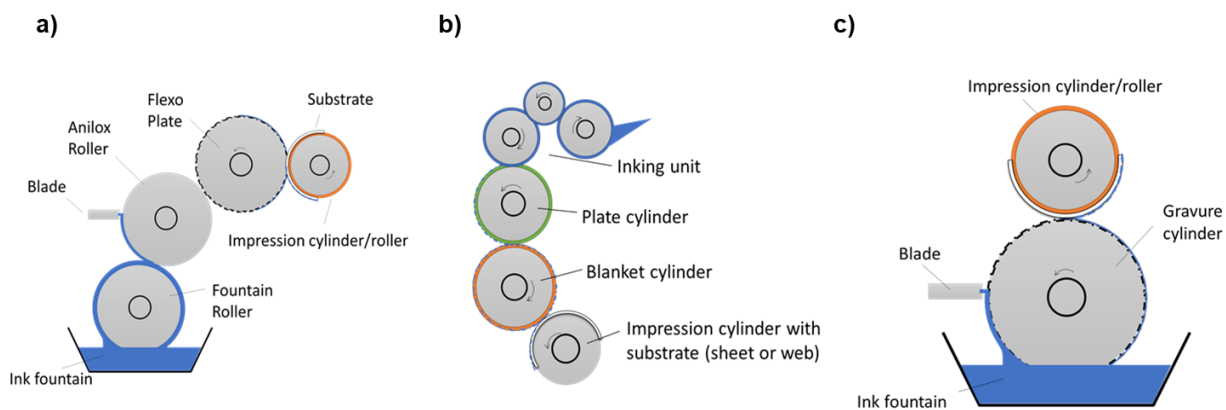 a)
Flexo
Plate
Substrate
Anilox
Roller
Blade
Impression cylinder/roller
Fountain
Roller
Ink fountain
b)
Inking unit
Plate cylinder
Blanket cylinder
Impression cylinder with
substrate (sheet or web)
c)
Impression cylinder/roller
Gravure
cylinder
Blade
Ink fountain